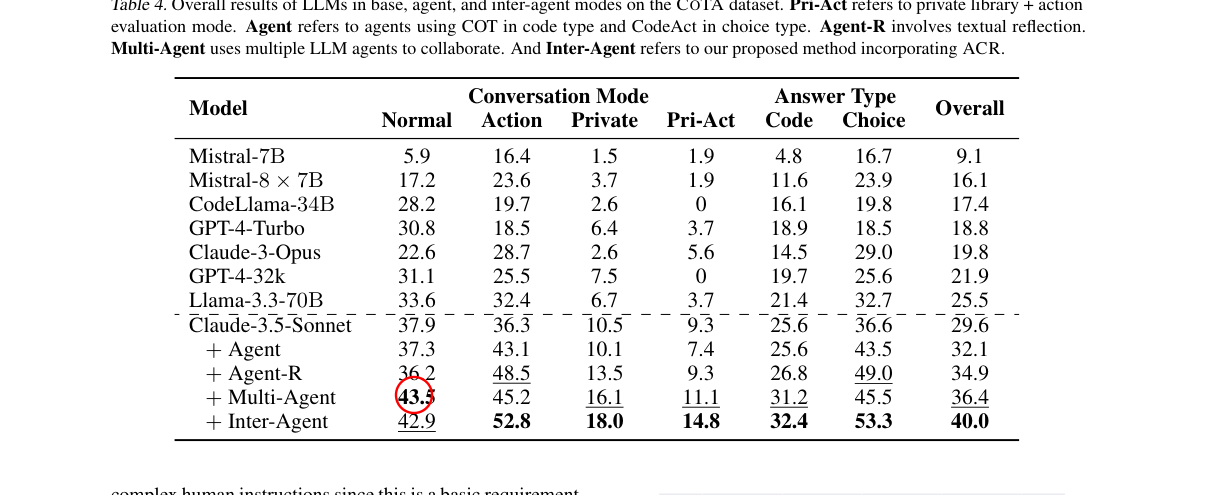 Table 4. Overall results of LLMs in base, agent, and inter-agent modes on the COTA dataset. Pri-Act refers to private library + action
evaluation mode. Agent refers to agents using COT in code type and CodeAct in choice type. Agent-R involves textual reflection.
Multi-Agent uses multiple LLM agents to collaborate. And Inter-Agent refers to our proposed method incorporating ACR.
Model Conversation Mode Answer Type Overall
Normal Action Private Pri-Act Code Choice
Mistral-7B 5.9 16.4 1.5 1.9 4.8 16.7 9.1
Mistral-8 × 7B 17.2 23.6 3.7 1.9 11.6 23.9 16.1
CodeLlama-34B 28.2 19.7 2.6 0 16.1 19.8 17.4
GPT-4-Turbo 30.8 18.5 6.4 3.7 18.9 18.5 18.8
Claude-3-Opus 22.6 28.7 2.6 5.6 14.5 29.0 19.8
GPT-4-32k 31.1 25.5 7.5 0 19.7 25.6 21.9
Llama-3.3-70B 33.6 32.4 6.7 3.7 21.4 32.7 25.5
Claude-3.5-Sonnet 37.9 36.3 10.5 9.3 25.6 36.6 29.6
+ Agent 37.3 43.1 10.1 7.4 25.6 43.5 32.1
+ Agent-R 36.2 48.5 13.5 9.3 26.8 49.0 34.9
+ Multi-Agent 43.5 45.2 16.1 11.1 31.2 45.5 36.4
+ Inter-Agent 42.9 52.8 18.0 14.8 32.4 53.3 40.0
complex human instructions since this is a basic requirement